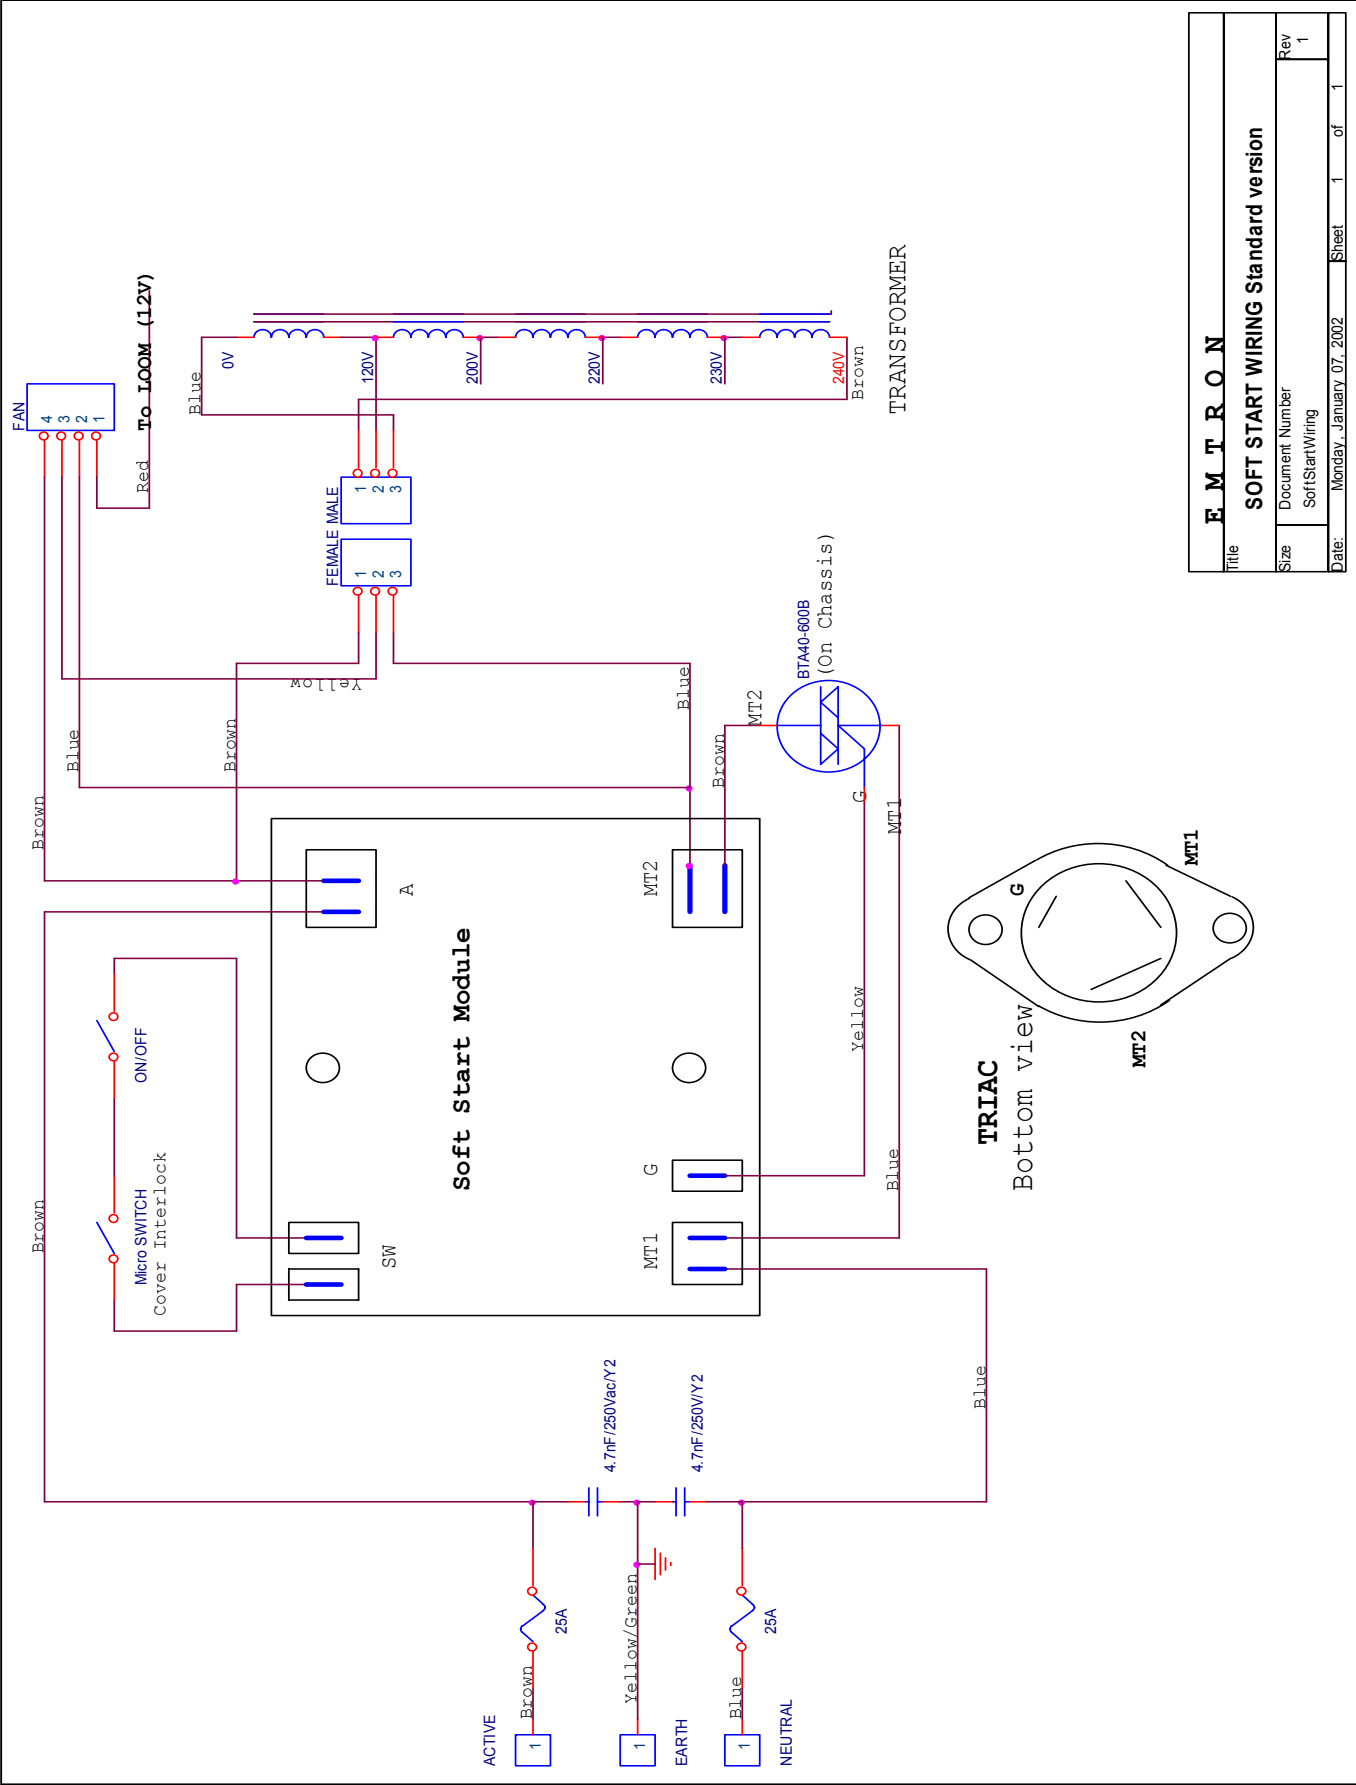 FAN
4
3
2
1
To LOOM (12V)
Red
Brown
Blue
Brown
Yellow
Blue
0V
120V
200V
220V
230V
240V
Brown
TRANSFORMER
FEMALE
MALE
1
2
3
1
2
3
Blue
Brown
MT2
BTA40-600B
(On Chassis)
G
MT1
Brown
ON/OFF
Micro SWITCH
Cover Interlock
A
MT2
Soft Start Module
SW
G
MT1
Yellow
Blue
Blue
4.7nF/250Vac/Y2
4.7nF/250V/Y2
25A
25A
Brown
Yellow/Green
Blue
ACTIVE
1
EARTH
1
NEUTRAL
1
TRIAC
Bottom view
G
MT1
MT2
E M T R O N
Title
SOFT START WIRING Standard version
Size
Document Number
Rev
SoftStartWiring
1
Date:
Monday, January 07, 2002
Sheet
1
of
1